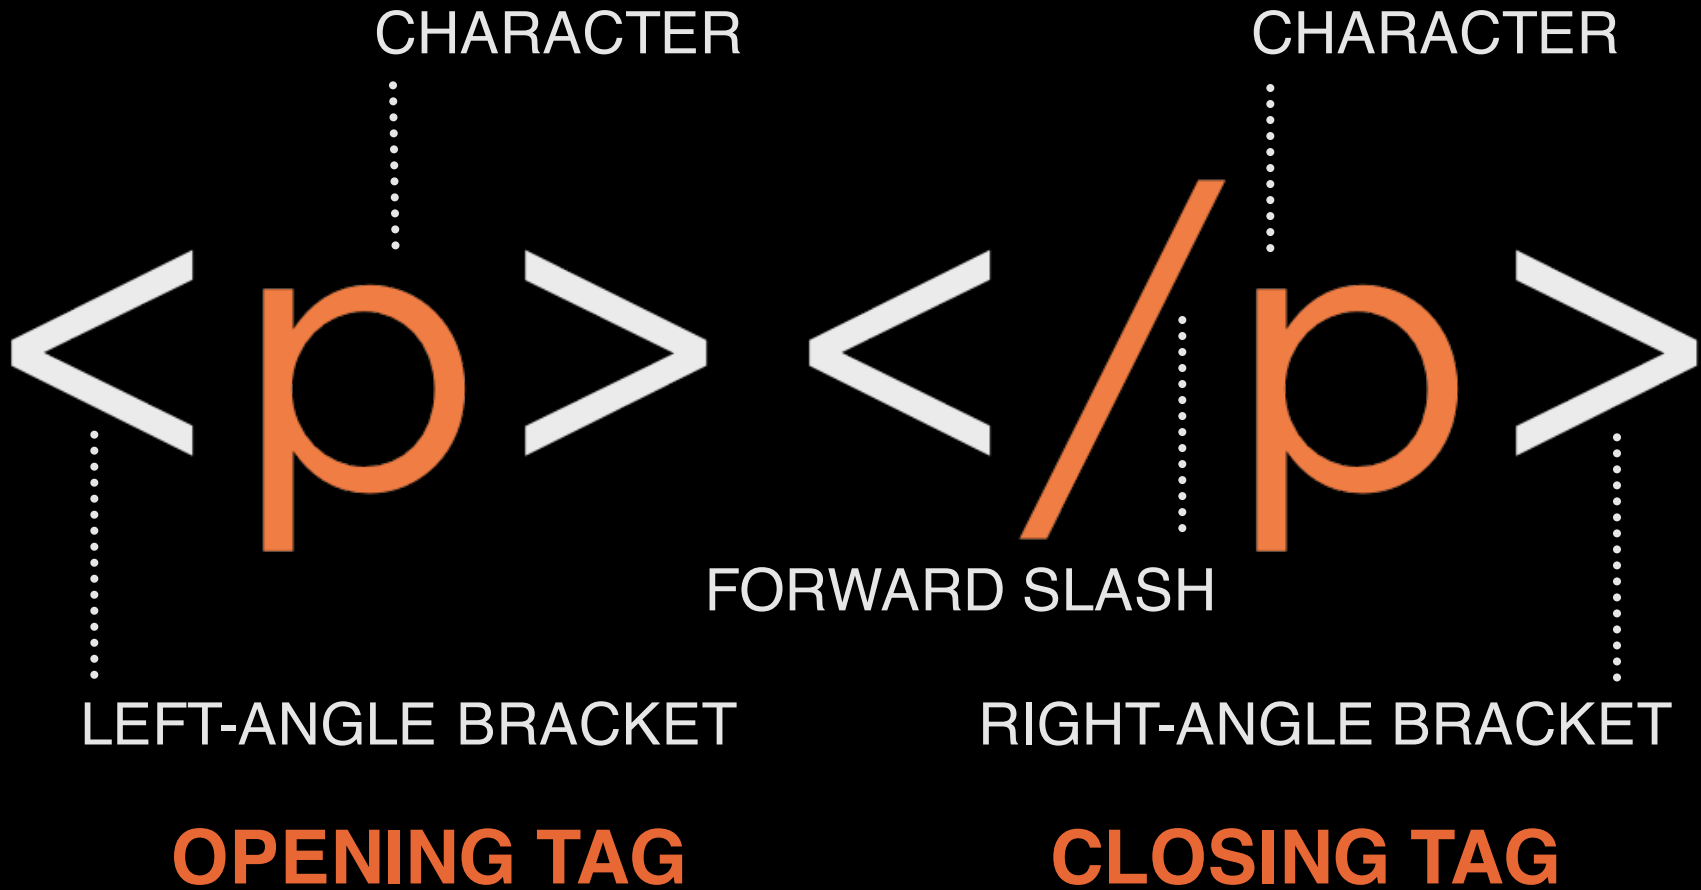 CHARACTER CHARACTER
<p> </p>
FORWARD SLASH
LEFT-ANGLE BRACKET RIGHT-ANGLE BRACKET
OPENING TAG CLOSING TAG